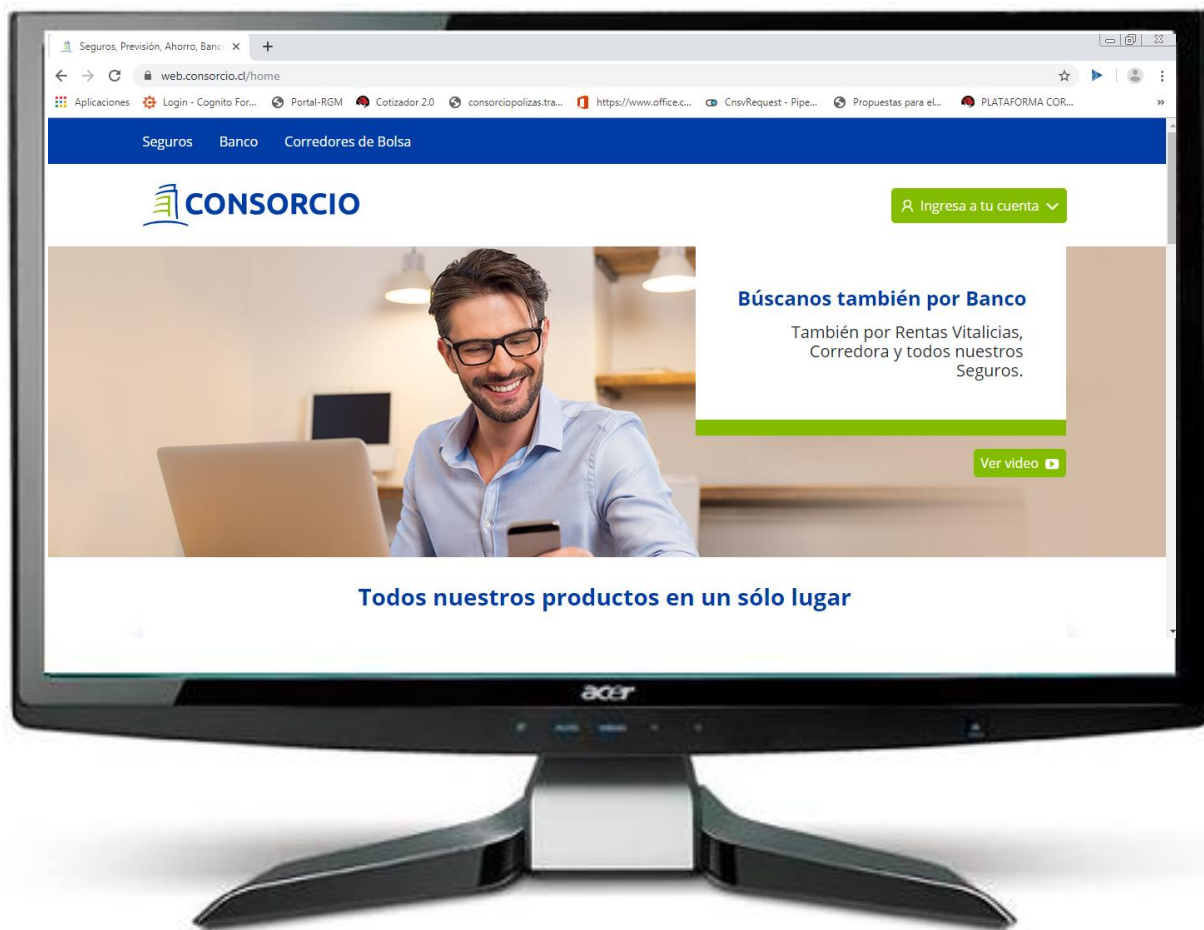 Seguros, Previsión, Ahorro, Banc
web.consorcio.cl/home
Aplicaciones Login - Cognito For... Portal-RGM Cotizador 2.0 consorciopolizas.tra... https://www.office.c... CnsvRequest - Pipe... Propuestas para el... PLATAFORMA COR... »
Seguros Banco Corredores de Bolsa
CONSORCIO
Ingresa a tu cuenta
Búscanos también por Banco
También por Rentas Vitalicias,
Corredora y todos nuestros
Seguros.
Ver video
Todos nuestros productos en un sólo lugar
acer